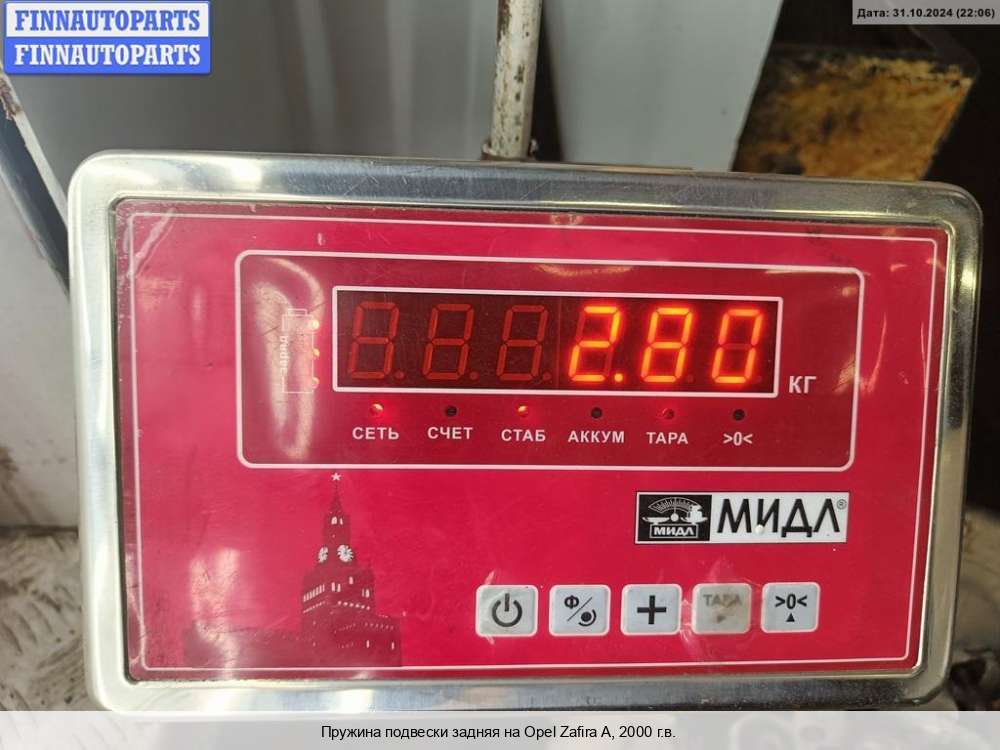 FINNAUTOPARTS
FINNAUTOPARTS
Дата: 31.10.2024 (22:06)
заряд
2.80
кг
СЕТЬ СЧЕТ СТАБ АККУМ ТАРА >0<
МИДЛ МИДЛ®
Ф ТАРА >0<
Пружина подвески задняя на Opel Zafira A, 2000 г.в.